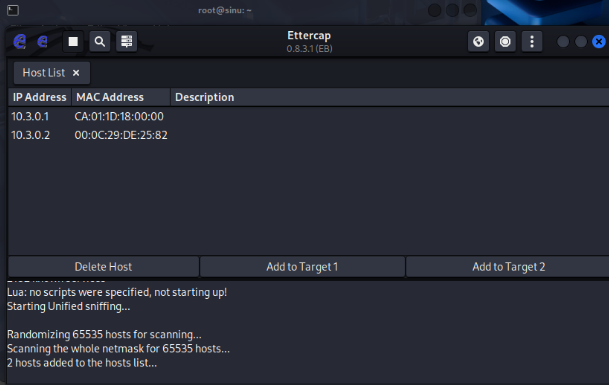 root@sinu: ~
Ettercap
0.8.3.1 (EB)
Host List ×
IP Address MAC Address Description
10.3.0.1 CA:01:1D:18:00:00
10.3.0.2 00:0C:29:DE:25:82
Delete Host Add to Target 1 Add to Target 2
Lua: no scripts were specified, not starting up!
Starting Unified sniffing...
Randomizing 65535 hosts for scanning...
Scanning the whole netmask for 65535 hosts...
2 hosts added to the hosts list...